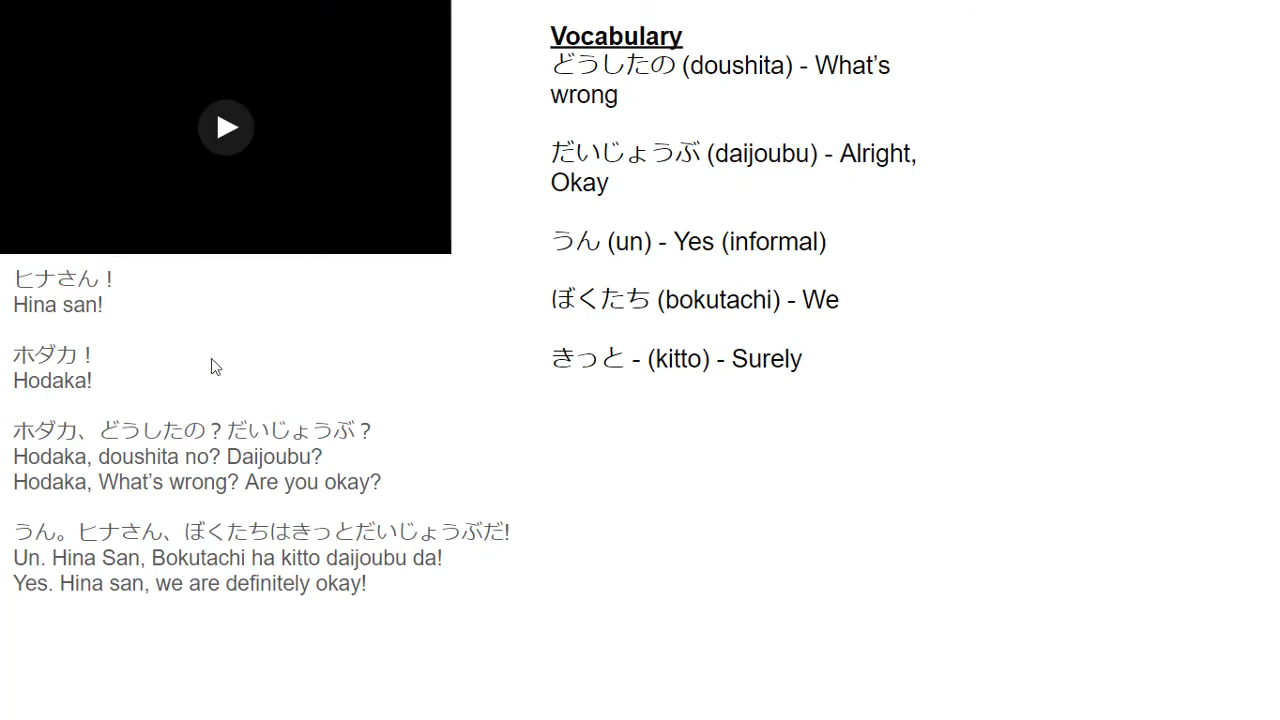 ヒナさん！
Hina san!
ホダカ！
Hodaka!
ホダカ、どうしたの？だいじょうぶ？
Hodaka, doushita no? Daijoubu?
Hodaka, What’s wrong? Are you okay?
うん。ヒナさん、ぼくたちはきっとだいじょうぶだ!
Un. Hina San, Bokutachi ha kitto daijoubu da!
Yes. Hina san, we are definitely okay!
Vocabulary
どうしたの (doushita) - What’s
wrong
だいじょうぶ (daijoubu) - Alright,
Okay
うん (un) - Yes (informal)
ぼくたち (bokutachi) - We
きっと - (kitto) - Surely